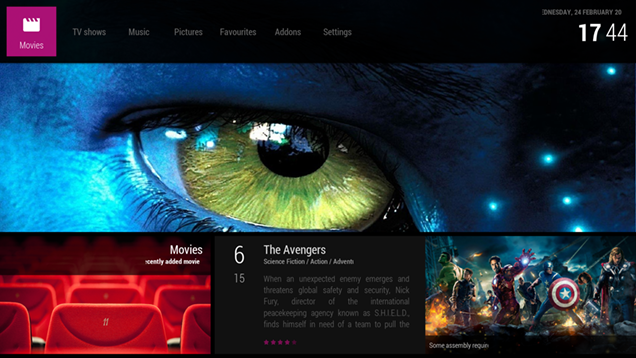 EDNESDAY, 24 FEBRUARY 20
17 44
Movies
TV shows
Music
Pictures
Favourites
Addons
Settings
Movies
ecently added movie
6
15
The Avengers
Science Fiction / Action / Adventu
When an unexpected enemy emerges and
threatens global safety and security, Nick
Fury, director of the international
peacekeeping agency known as S.H.I.E.L.D.,
finds himself in need of a team to pull the
Some assembly requir